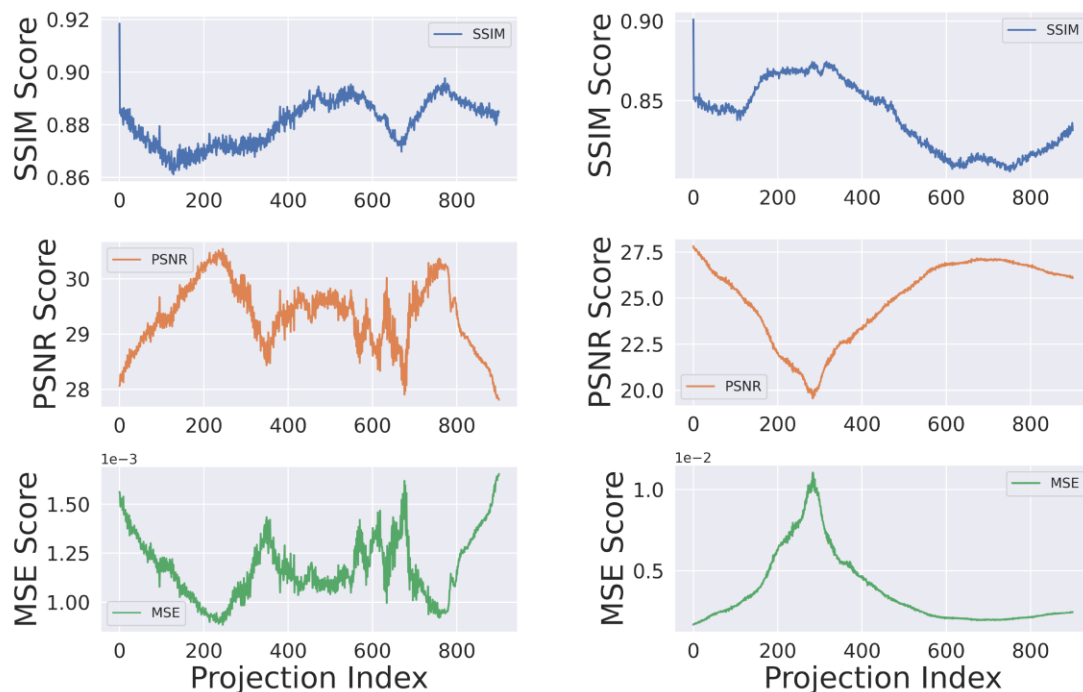 0.92
0.90
0.88
0.86
SSIM Score
SSIM
0 200 400 600 800
0.90
0.85
SSIM Score
SSIM
0 200 400 600 800
30
29
28
PSNR Score
PSNR
0 200 400 600 800
27.5
25.0
22.5
20.0
PSNR Score
PSNR
0 200 400 600 800
1e−3
1.50
1.25
1.00
MSE Score
MSE
0 200 400 600 800
Projection Index
1e−2
1.0
0.5
MSE Score
MSE
0 200 400 600 800
Projection Index